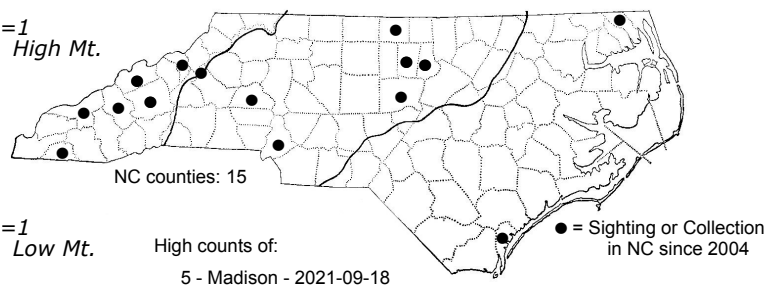 =1
High Mt.
NC counties: 15
=1
Low Mt.
High counts of:
5 - Madison - 2021-09-18
● = Sighting or Collection
in NC since 2004